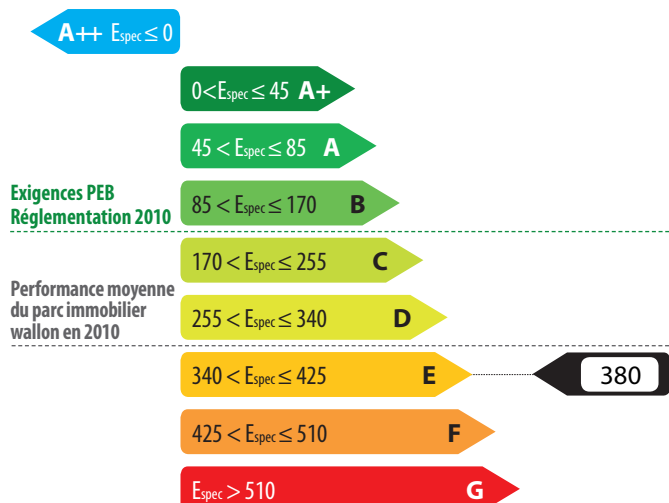 A++ Espec ≤ 0
0<Espec ≤ 45 A+
45 < Espec ≤ 85 A
Exigences PEB
Réglementation 2010
85 < Espec ≤ 170 B
170 < Espec ≤ 255 C
Performance moyenne
du parc immobilier
wallon en 2010
255 < Espec ≤ 340 D
340 < Espec ≤ 425 E
380
425 < Espec ≤ 510 F
Espec > 510 G